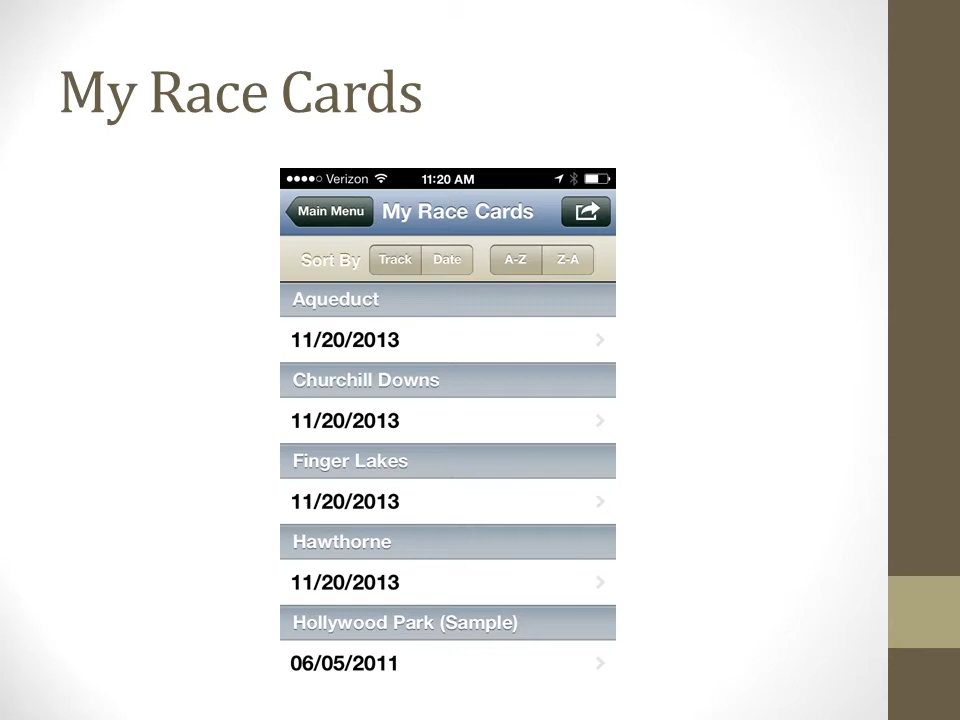 My Race Cards
Verizon 11:20 AM
Main Menu My Race Cards
Sort By Track Date A-Z Z-A
Aqueduct
11/20/2013
Churchill Downs
11/20/2013
Finger Lakes
11/20/2013
Hawthorne
11/20/2013
Hollywood Park (Sample)
06/05/2011